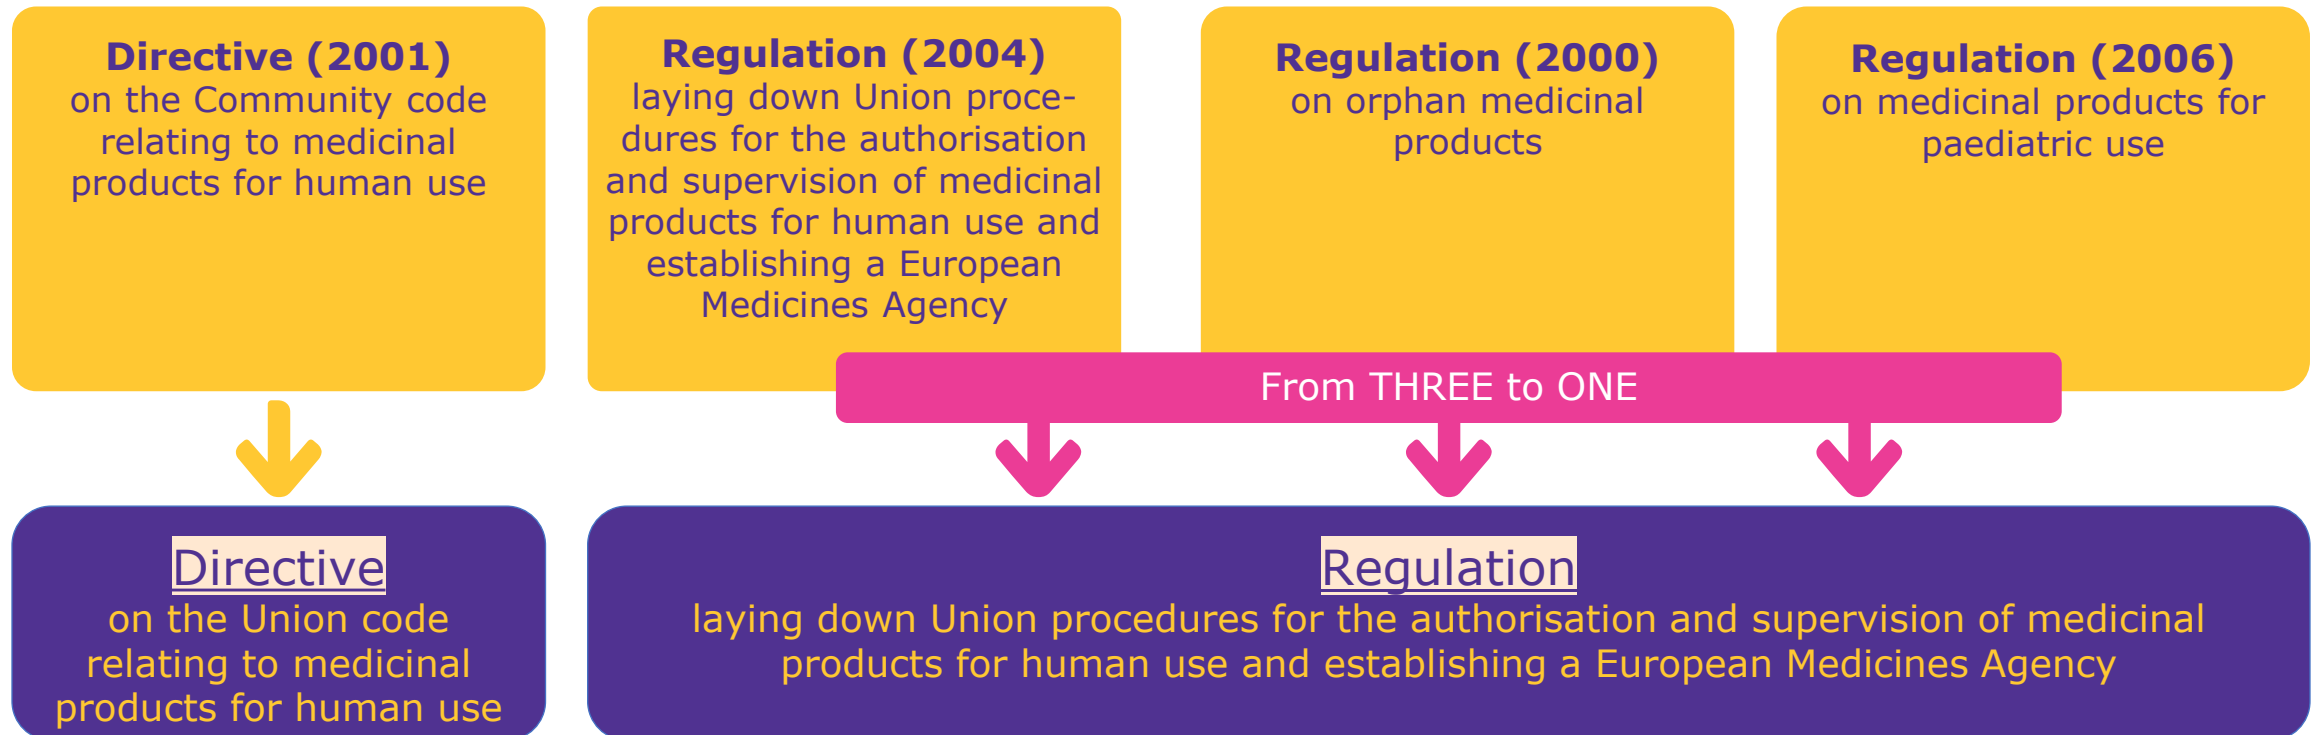 Directive (2001)
on the Community code
relating to medicinal
products for human use
Regulation (2004)
laying down Union proce-
dures for the authorisation
and supervision of medicinal
products for human use and
establishing a European
Medicines Agency
Regulation (2000)
on orphan medicinal
products
Regulation (2006)
on medicinal products for
paediatric use
From THREE to ONE
Directive
on the Union code
relating to medicinal
products for human use
Regulation
laying down Union procedures for the authorisation and supervision of medicinal
products for human use and establishing a European Medicines Agency